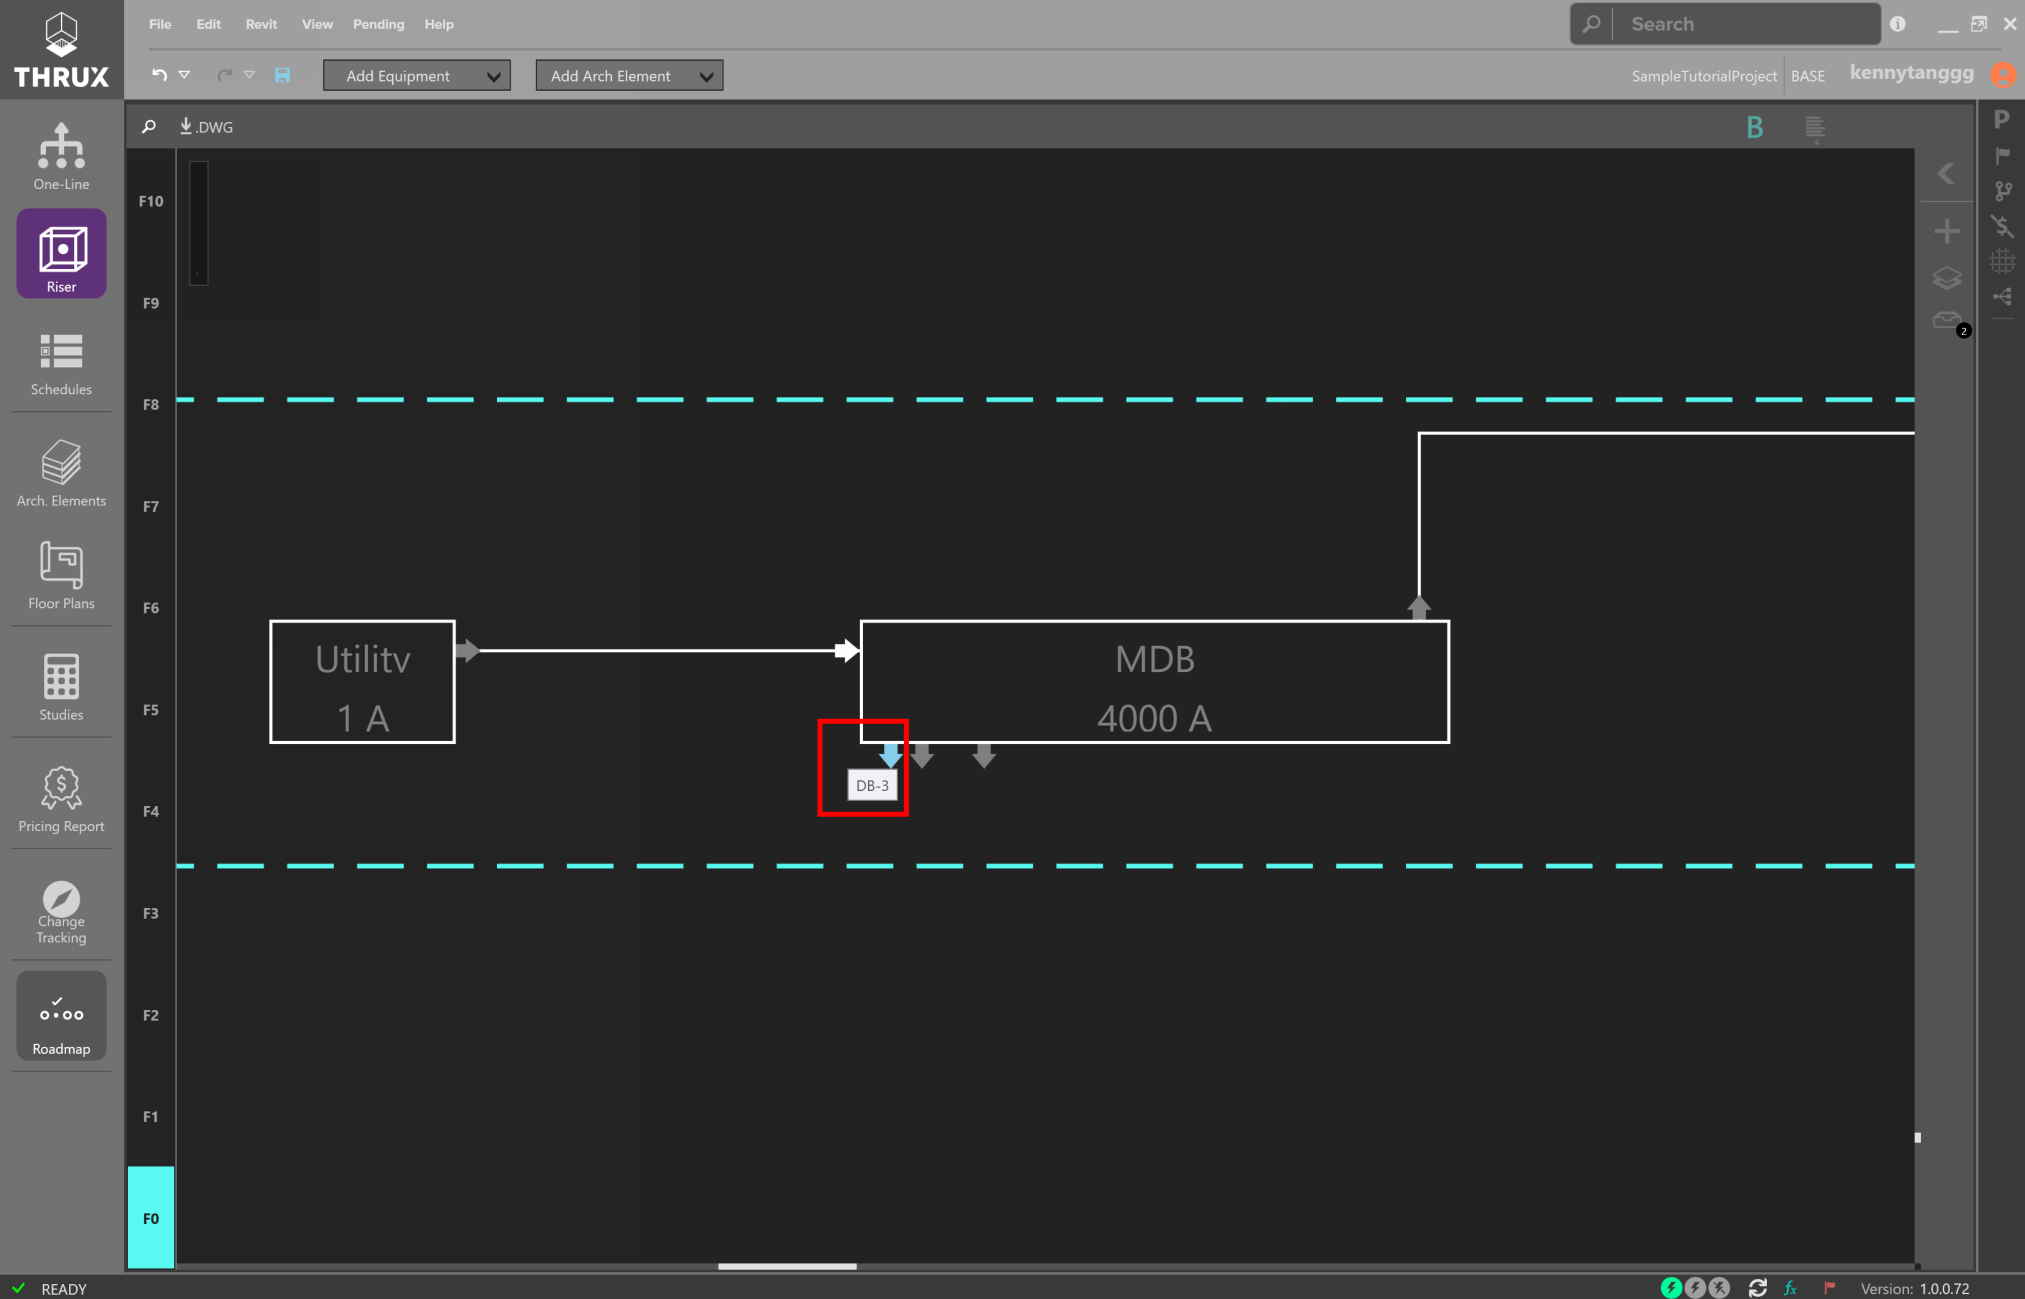 File Edit Revit View Pending Help
Search
THRUX
Add Equipment
Add Arch Element
SampleTutorialProject BASE kennytanggg
.DWG
B
P
One-Line
Riser
Schedules
Arch. Elements
Floor Plans
Studies
Pricing Report
Change
Tracking
Roadmap
F10
F9
F8
F7
F6
F5
F4
F3
F2
F1
F0
Utilitv
1 A
MDB
4000 A
DB-3
2
READY
fx
Version: 1.0.0.72